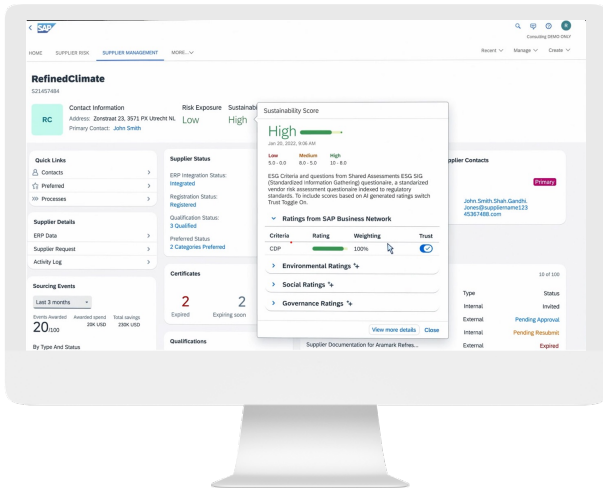 SAP
Consulting DEMO ONLY
HOME SUPPLIER RISK SUPPLIER MANAGEMENT MORE... Recent Manage Create
RefinedClimate
S21457484
RC
Contact Information
Address: Zonstraat 23, 3571 PX Utrecht NL
Primary Contact: John Smith
Risk Exposure
Low
Sustainabi
High
Quick Links
Contacts
Preferred
Processes
Supplier Details
ERP Data
Supplier Request
Activity Log
Sourcing Events
Last 3 months
Events Awarded Awarded spend Total savings
20/100 20K USD 230K USD
By Type And Status
Supplier Status
ERP Integration Status:
Integrated
Registration Status:
Registered
Qualification Status:
3 Qualified
Preferred Status
2 Categories Preferred
Certificates
2 2
Expired Expiring soon
Qualifications
Sustainability Score
High
Jan 20, 2022, 9:06 AM
Low Medium High
5.0 - 0.0 8.0 - 5.0 10 - 8.0
ESG Criteria and questions from Shared Assessments ESG SIG
(Standardized Information Gathering) questionaire, a standardized
vendor risk assessment questionaire indexed to regulatory
standards. To include scores based on AI generated ratings switch
Trust Toggle On.
Ratings from SAP Business Network
Criteria Rating Weighting Trust
CDP 100%
Environmental Ratings
Social Ratings
Governance Ratings
View more details Close
Supplier Documentation for Aramark Refres...
pplier Contacts
Primary
John.Smith.Shah.Gandhi.
Jones@suppliername123
45367488.com
10 of 100
Type Status
Internal Invited
External Pending Approval
Internal Pending Resubmit
External Expired